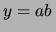 y = ab